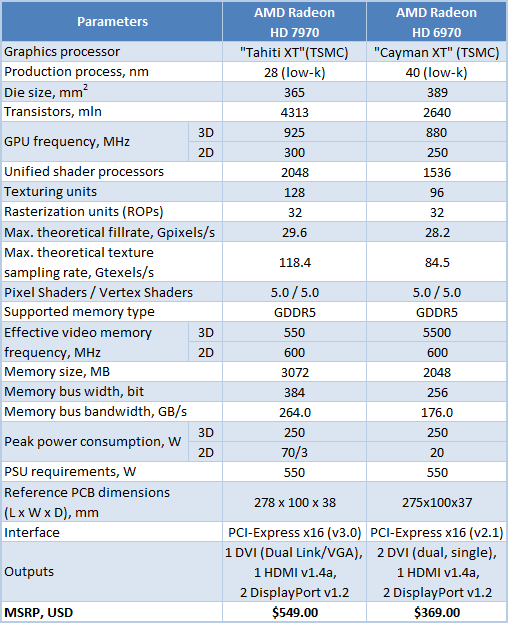 Parameters AMD Radeon HD 7970 AMD Radeon HD 6970
Graphics processor "Tahiti XT"(TSMC) "Cayman XT" (TSMC)
Production process, nm 28 (low-k) 40 (low-k)
Die size, mm² 365 389
Transistors, mln 4313 2640
GPU frequency, MHz 3D 925 880
2D 300 250
Unified shader processors 2048 1536
Texturing units 128 96
Rasterization units (ROPs) 32 32
Max. theoretical fillrate, Gpixels/s 29.6 28.2
Max. theoretical texture sampling rate, Gtexels/s 118.4 84.5
Pixel Shaders / Vertex Shaders 5.0 / 5.0 5.0 / 5.0
Supported memory type GDDR5 GDDR5
Effective video memory frequency, MHz 3D 550 5500
2D 600 600
Memory size, MB 3072 2048
Memory bus width, bit 384 256
Memory bus bandwidth, GB/s 264.0 176.0
Peak power consumption, W 3D 250 250
2D 70/3 20
PSU requirements, W 550 550
Reference PCB dimensions (L x W x D), mm 278 x 100 x 38 275x100x37
Interface PCI-Express x16 (v3.0) PCI-Express x16 (v2.1)
Outputs 1 DVI (Dual Link/VGA), 1 HDMI v1.4a, 2 DisplayPort v1.2 2 DVI (dual, single), 1 HDMI v1.4a, 2 DisplayPort v1.2
MSRP, USD $549.00 $369.00